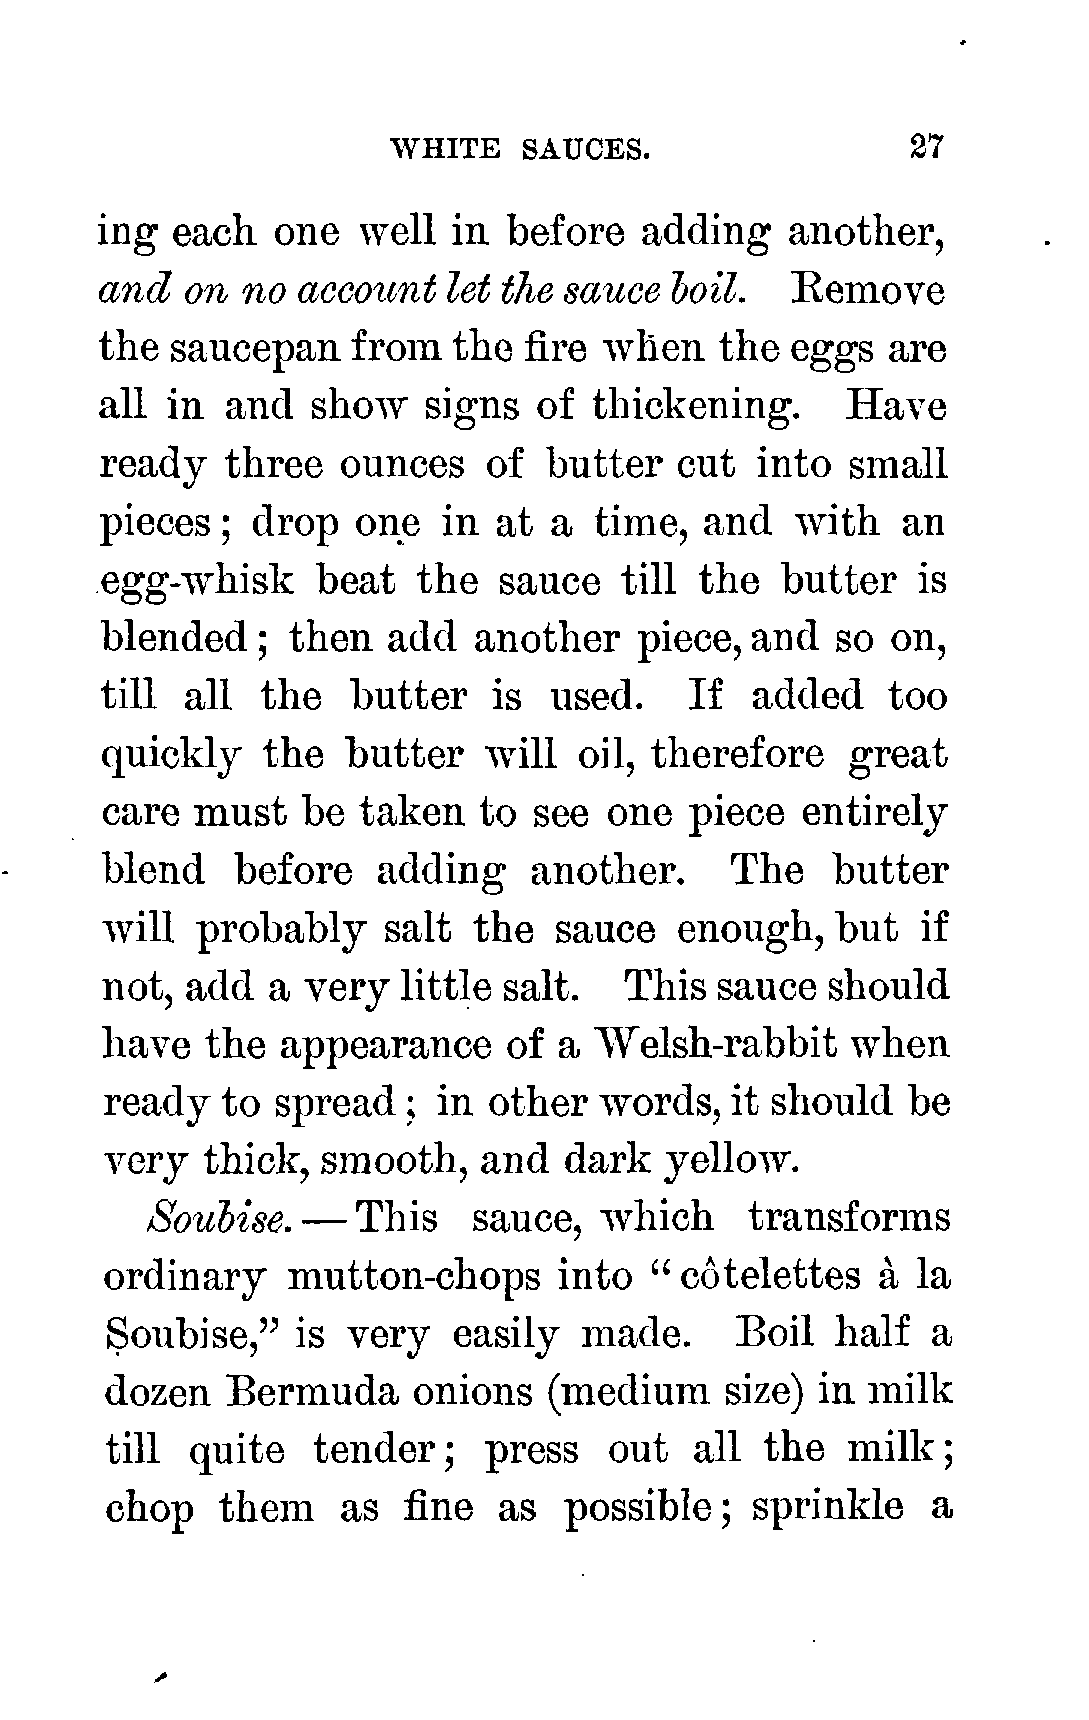 WHITE SAUCES. 27
ing each one well in before adding another,
and on no account let the sauce boil. Remove
the saucepan from the fire when the eggs are
all in and show signs of thickening. Have
ready three ounces of butter cut into small
pieces; drop one in at a time, and with an
egg-whisk beat the sauce till the butter is
blended; then add another piece, and so on,
till all the butter is used. If added too
quickly the butter will oil, therefore great
care must be taken to see one piece entirely
blend before adding another. The butter
will probably salt the sauce enough, but if
not, add a very little salt. This sauce should
have the appearance of a Welsh-rabbit when
ready to spread; in other words, it should be
very thick, smooth, and dark yellow.
Soubise.—This sauce, which transforms
ordinary mutton-chops into “côtelettes à la
Soubise,” is very easily made. Boil half a
dozen Bermuda onions (medium size) in milk
till quite tender; press out all the milk;
chop them as fine as possible; sprinkle a